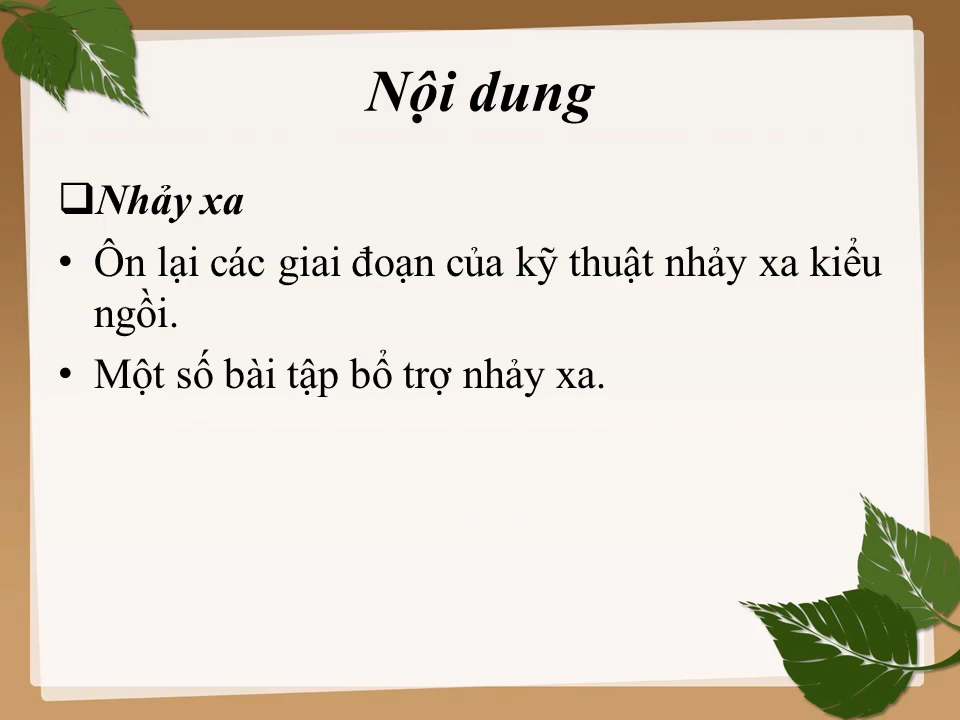 Nội dung
❑Nhảy xa
• Ôn lại các giai đoạn của kỹ thuật nhảy xa kiểu
ngồi.
• Một số bài tập bổ trợ nhảy xa.